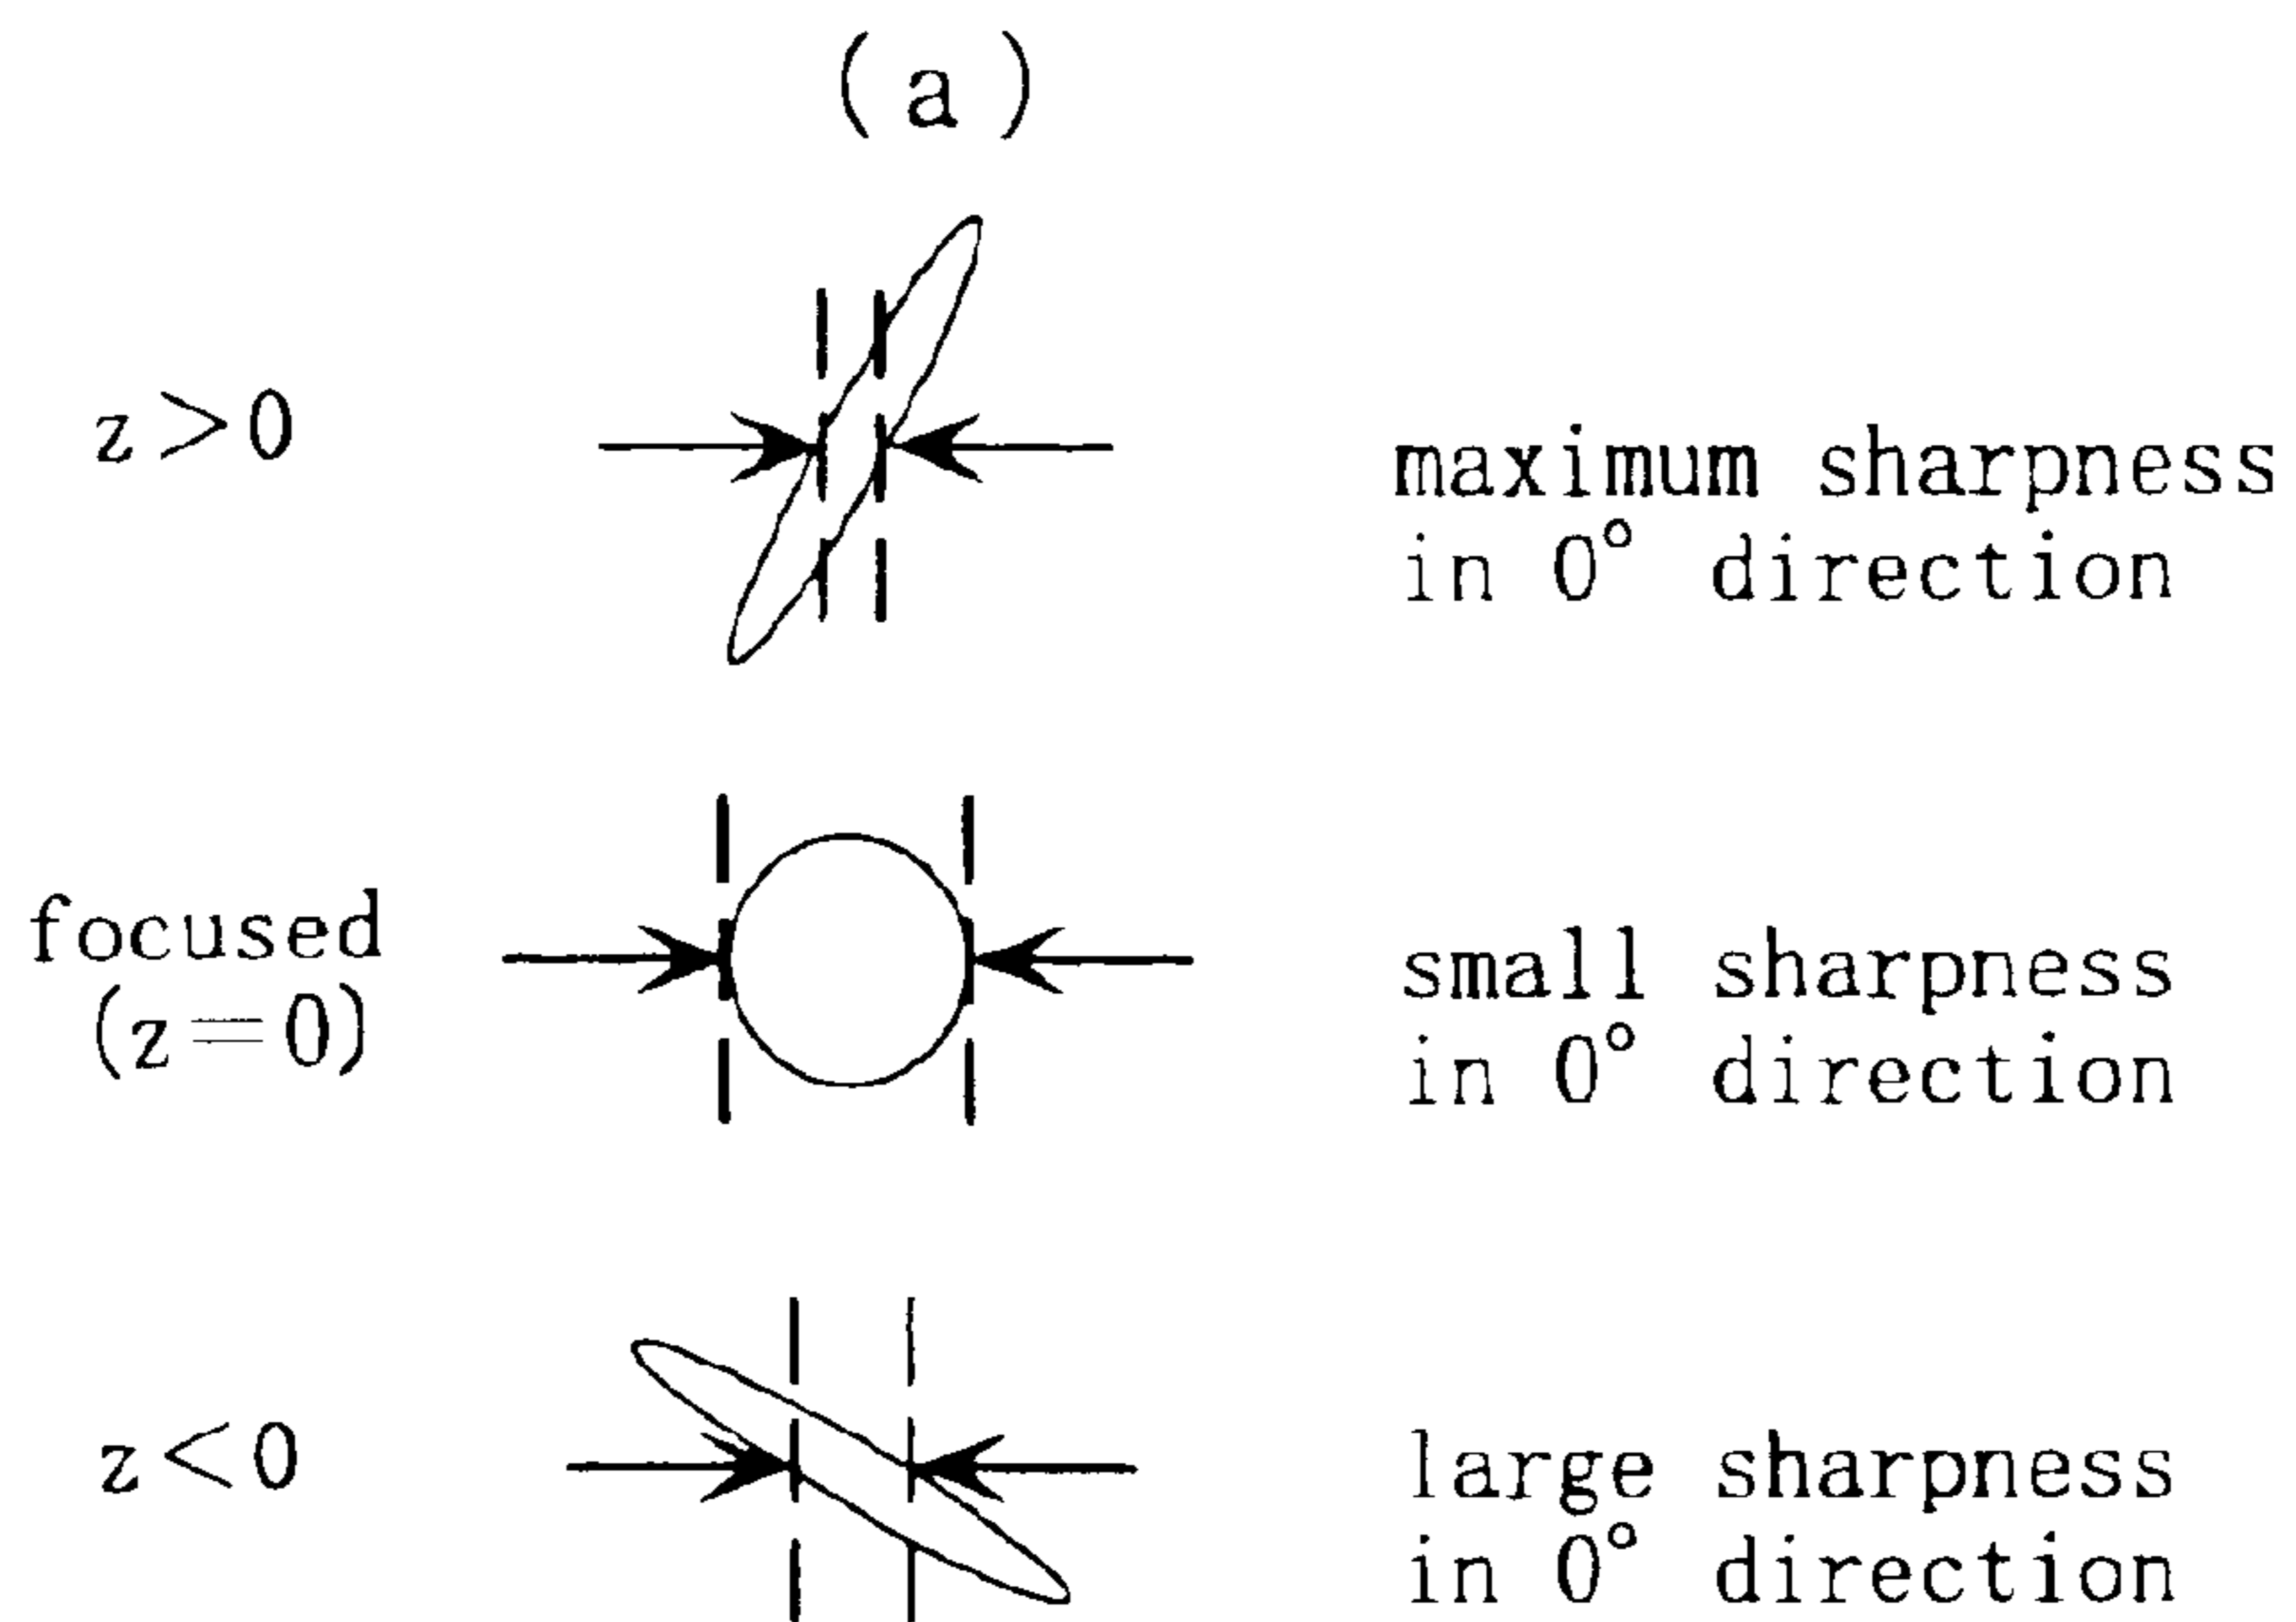 (a)
z>0
maximum sharpness
in 0° direction
focused
(z=0)
small sharpness
in 0° direction
z<0
large sharpness
in 0° direction